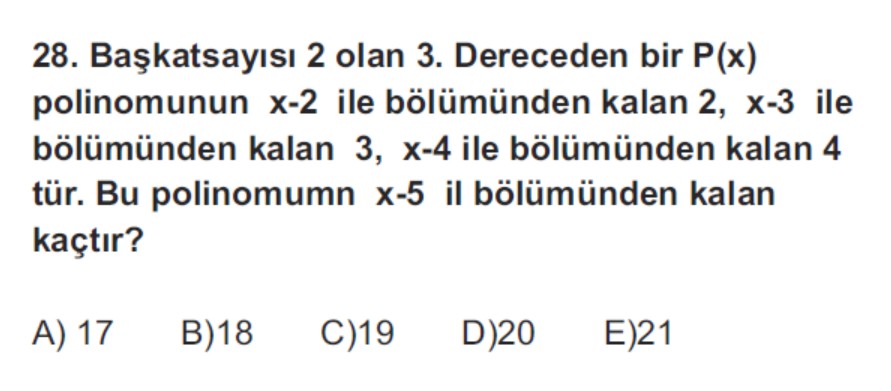 28. Başkatsayısı 2 olan 3. Dereceden bir P(x)
polinomunun x-2 ile bölümünden kalan 2, x-3 ile
bölümünden kalan 3, x-4 ile bölümünden kalan 4
tür. Bu polinomumn x-5 il bölümünden kalan
kaçtır?
A) 17 B)18 C)19 D)20 E)21